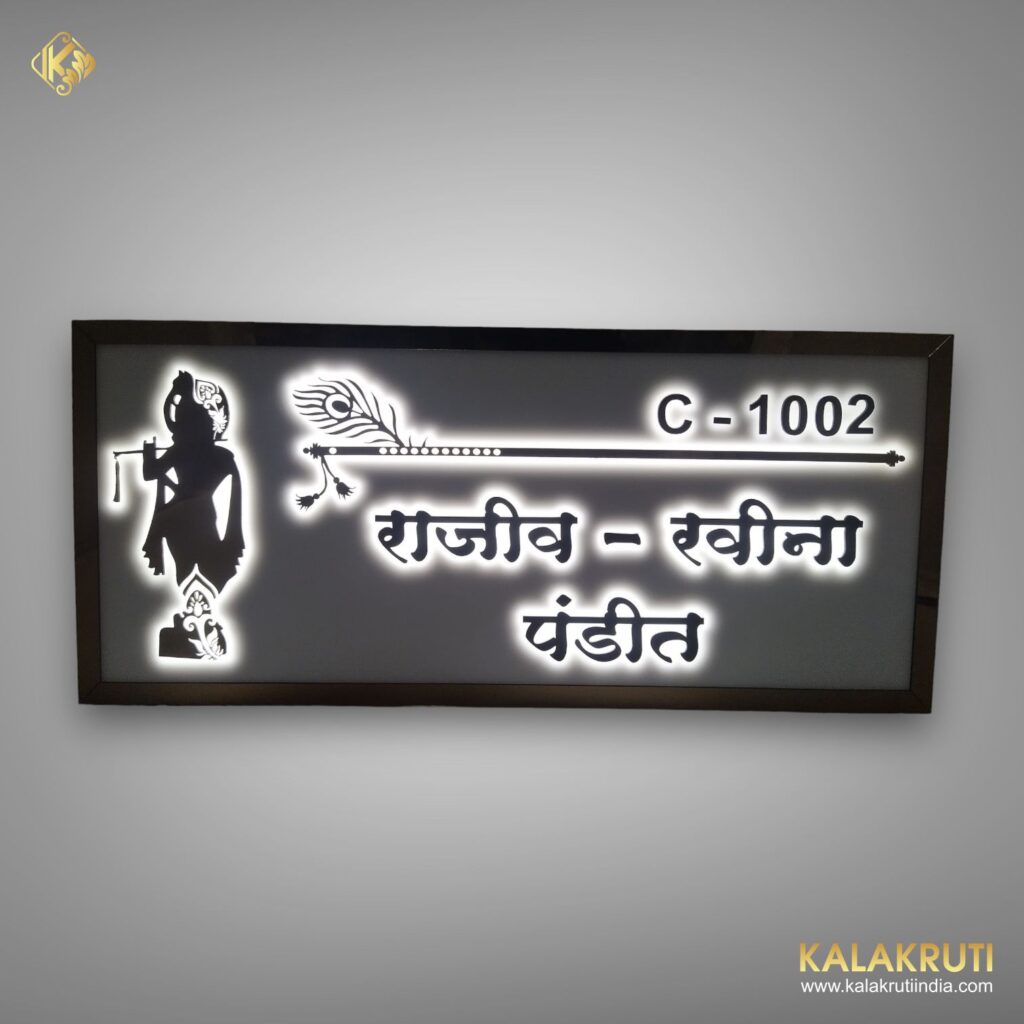 K
C - 1002
राजीव - रवीना
पंडीत
KALAKRUTI
www.kalakrutiindia.com